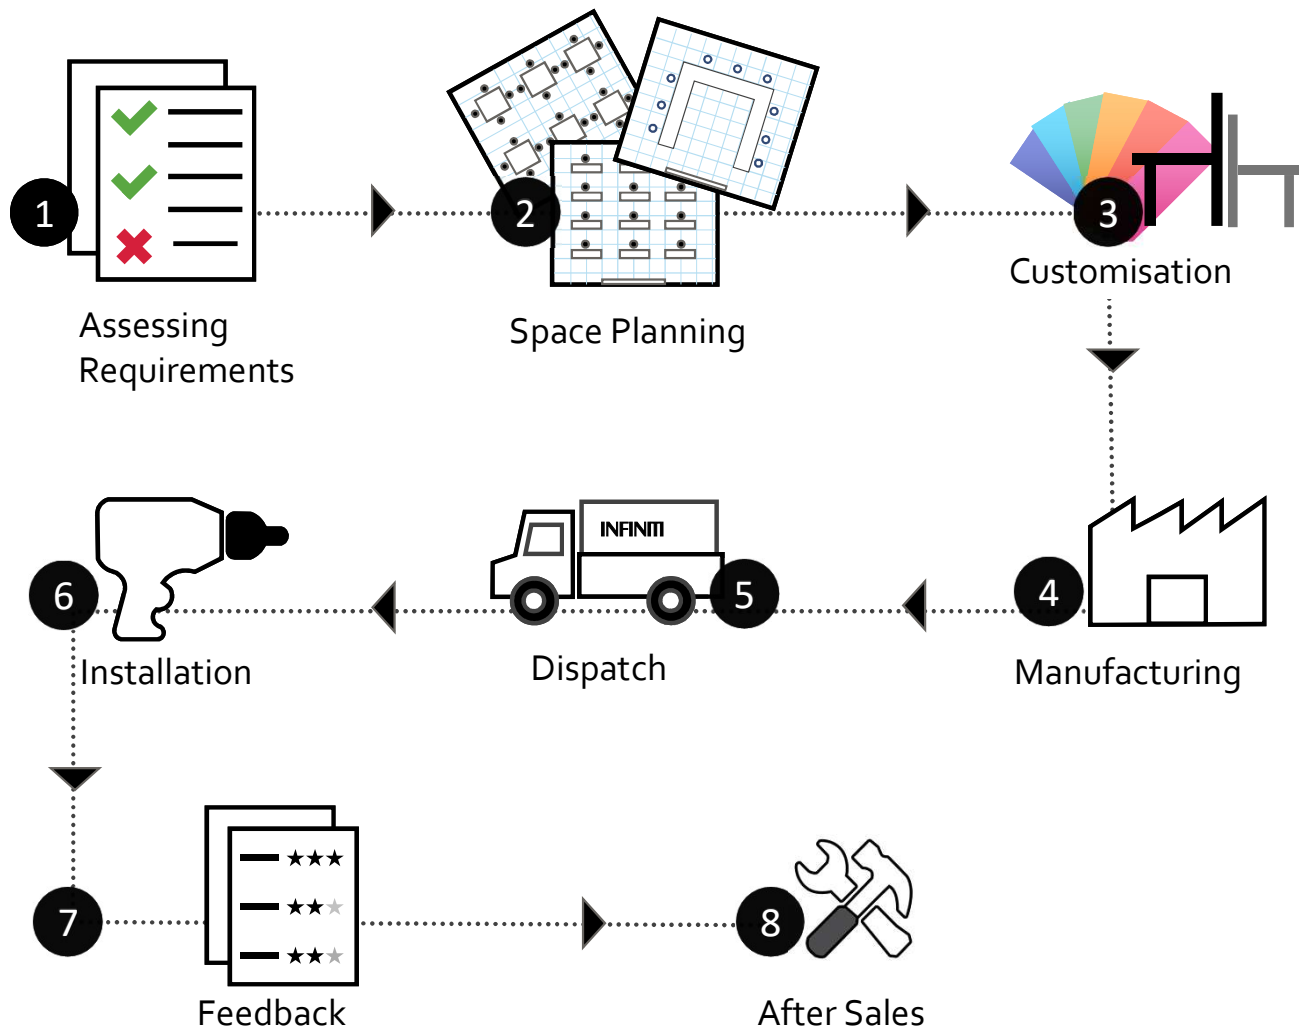 1
Assessing
Requirements
2
Space Planning
3
Customisation
4
Manufacturing
INFINITI
5
Dispatch
6
Installation
7
Feedback
8
After Sales